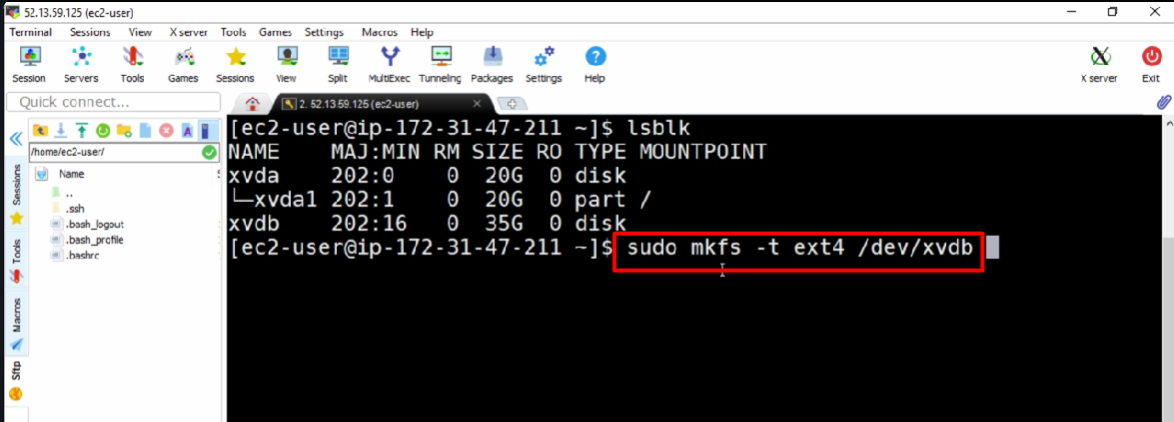 52.13.59.125 (ec2-user)
Terminal Sessions View X server Tools Games Settings Macros Help
Session Servers Tools Games Sessions View Split MultiExec Tunneling Packages Settings Help X server Exit
Quick connect...
2. 52.13.59.125 (ec2-user)
/home/ec2-user/
Name
..
.ssh
.bash_logout
.bash_profile
.bashrc
Sessions
Tools
Macros
Sftp
[ec2-user@ip-172-31-47-211 ~]$ lsblk
NAME MAJ:MIN RM SIZE RO TYPE MOUNTPOINT
xvda 202:0 0 20G 0 disk
└─xvda1 202:1 0 20G 0 part /
xvdb 202:16 0 35G 0 disk
[ec2-user@ip-172-31-47-211 ~]$ sudo mkfs -t ext4 /dev/xvdb